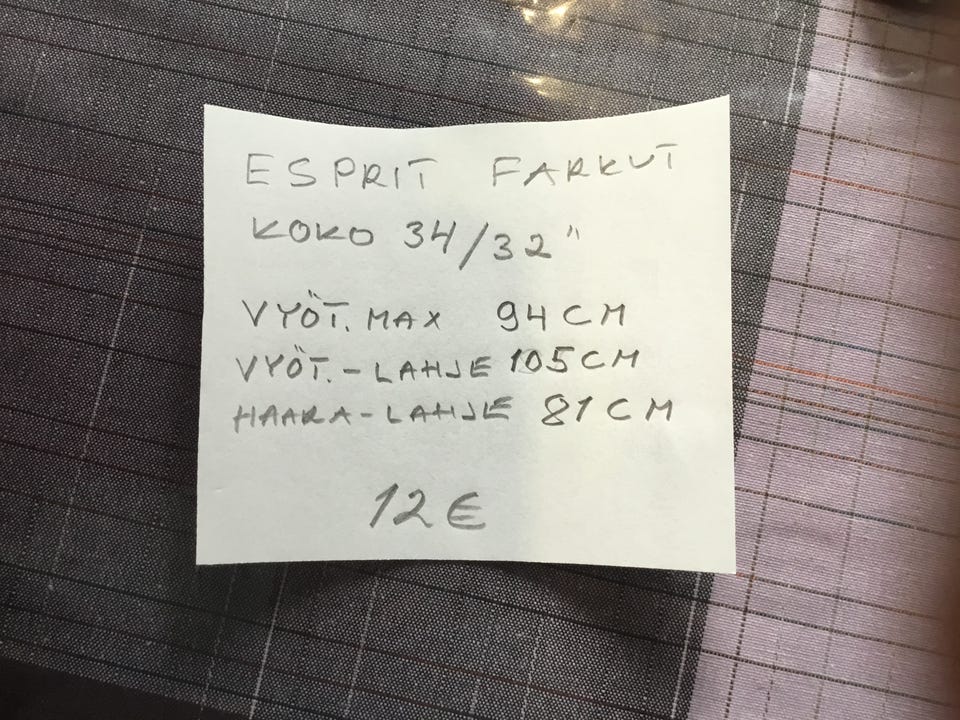 ESPRIT FARKUT
KOKO 34/32"
VYÖT. MAX 94 CM
VYÖT. - LAHJE 105 CM
HAARA - LAHJE 81 CM
12 €